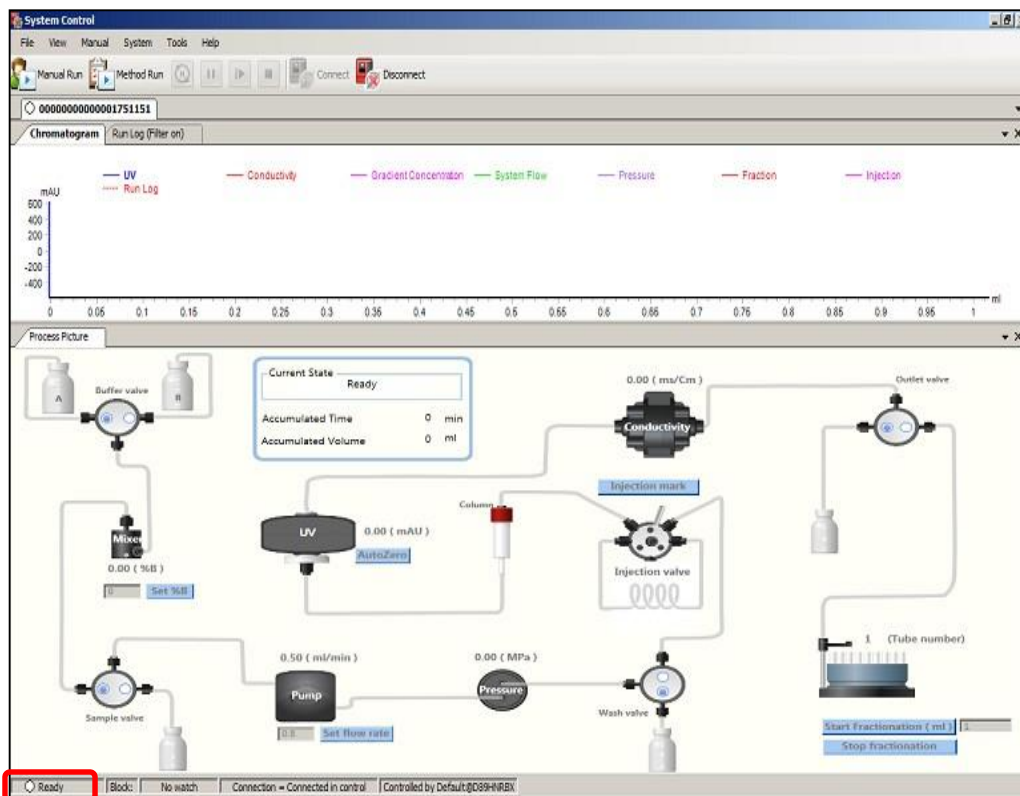 System Control
File View Manual System Tools Help
Manual Run Method Run Connect Disconnect
00000000000001751151
Chromatogram Run Log (Filter on)
UV Conductivity Gradient Concentration System Flow Pressure Fraction Injection
Run Log
mAU
600
400
200
0
-200
-400
0 0.05 0.1 0.15 0.2 0.25 0.3 0.35 0.4 0.45 0.5 0.55 0.6 0.65 0.7 0.75 0.8 0.85 0.9 0.95 1 ml
Process Picture
A
Buffer valve
B
Current State
Ready
Accumulated Time 0 min
Accumulated Volume 0 ml
0.00 ( ms/Cm )
Conductivity
Outlet valve
Injection mark
Column
UV
0.00 ( mAU )
AutoZero
Mixer
0.00 ( %B )
0 Set %B
Injection valve
0.50 ( ml/min )
Pump
0.8 Set flow rate
0.00 ( MPa )
Pressure
Sample valve
Wash valve
1 (Tube number)
Start Fractionation ( ml ) 1
Stop fractionation
Ready Block: No watch Connection = Connected in control Controlled by Default@D89HNRBX